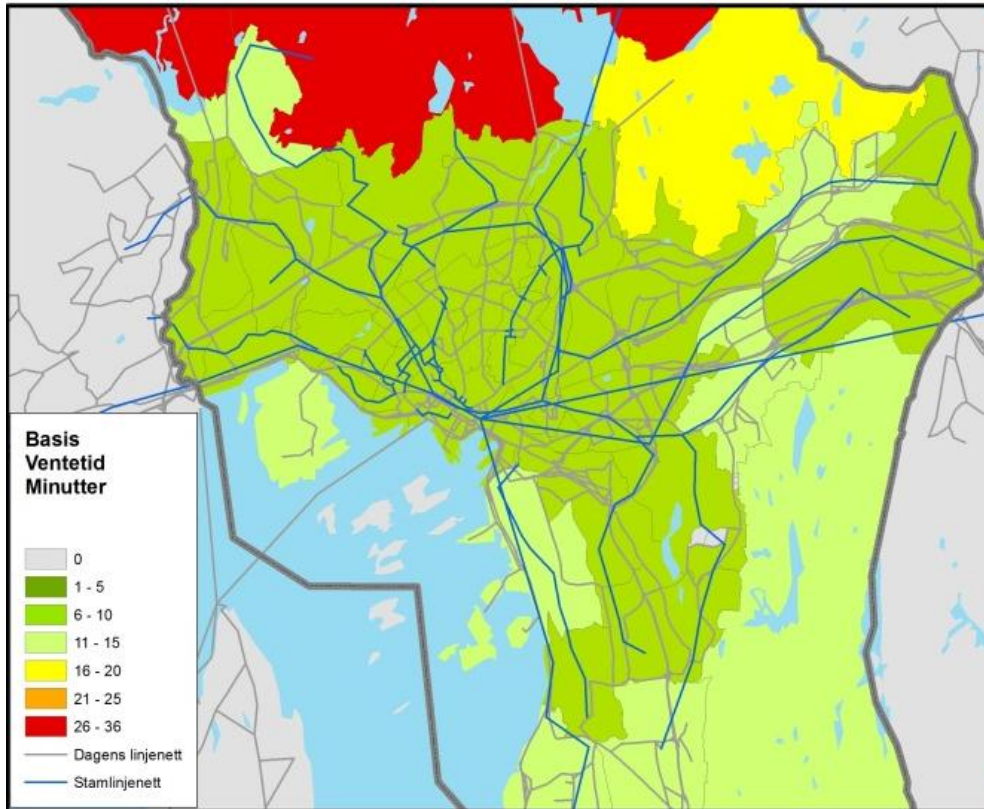 Basis
Ventetid
Minutter
0
1 - 5
6 - 10
11 - 15
16 - 20
21 - 25
26 - 36
Dagens linjenett
Stamlinjenett